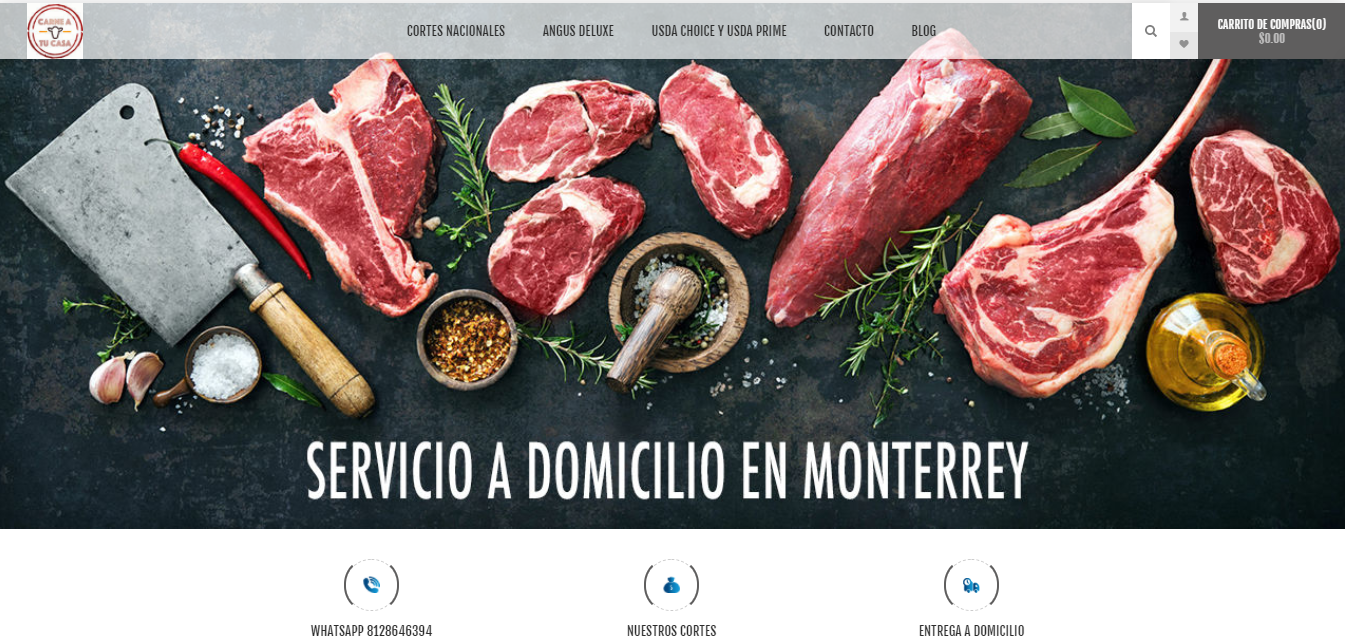 CARNE A
TU CASA
CORTES NACIONALES
ANGUS DELUXE
USDA CHOICE Y USDA PRIME
CONTACTO
BLOG
CARRITO DE COMPRAS(0)
$0.00
SERVICIO A DOMICILIO EN MONTERREY
WHATSAPP 8128646394
NUESTROS CORTES
ENTREGA A DOMICILIO